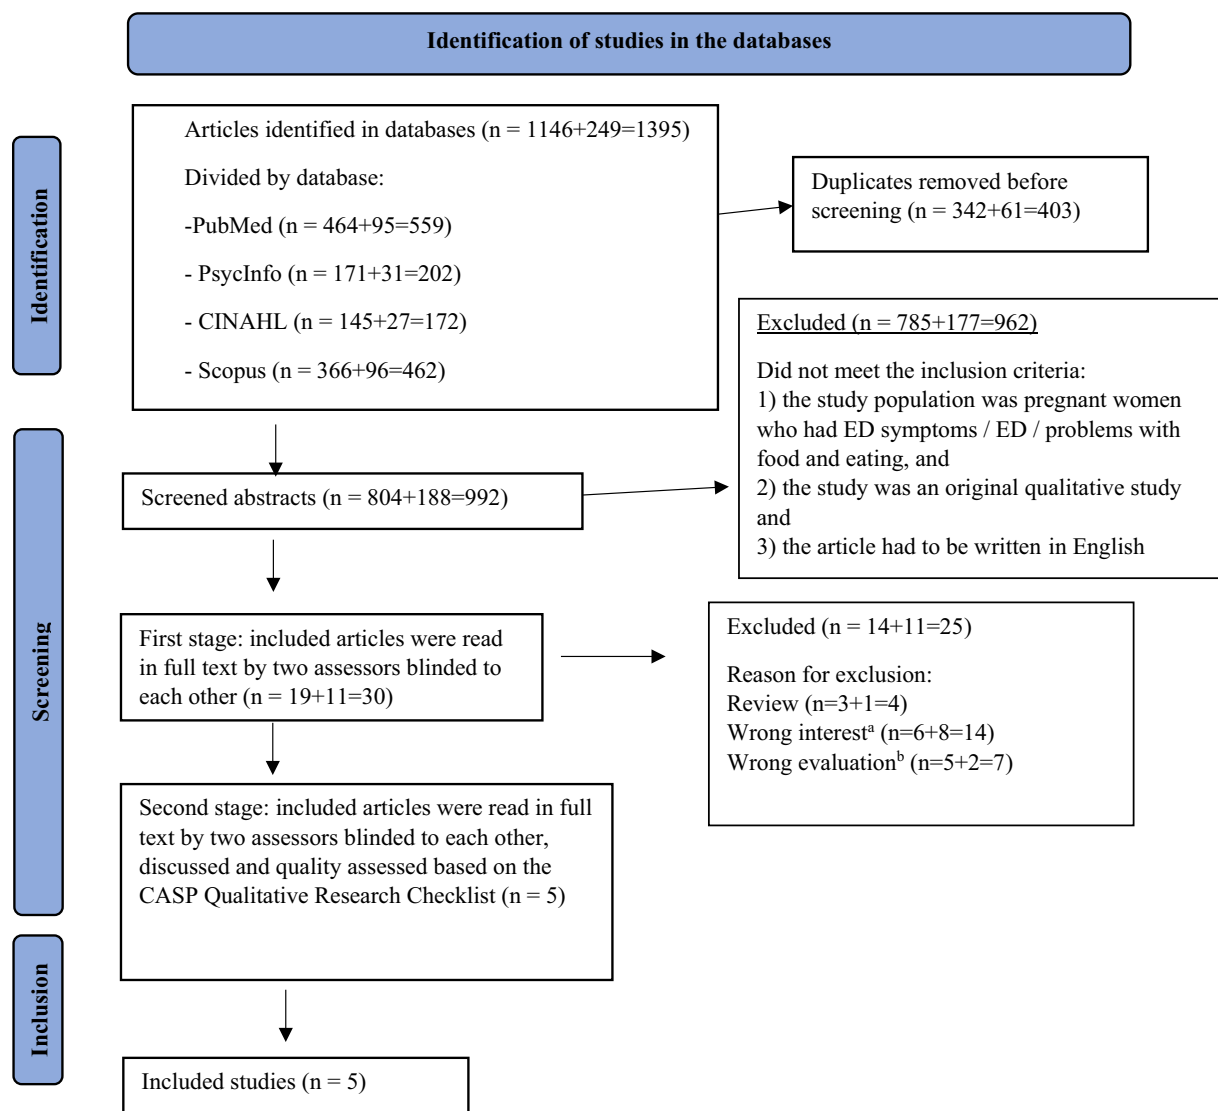 Identification of studies in the databases
Identification
Articles identified in databases (n = 1146+249=1395)
Divided by database:
-PubMed (n = 464+95=559)
- PsycInfo (n = 171+31=202)
- CINAHL (n = 145+27=172)
- Scopus (n = 366+96=462)
Duplicates removed before
screening (n = 342+61=403)
Screening
Screened abstracts (n = 804+188=992)
Excluded (n = 785+177=962)
Did not meet the inclusion criteria:
1) the study population was pregnant women
who had ED symptoms / ED / problems with
food and eating, and
2) the study was an original qualitative study
and
3) the article had to be written in English
First stage: included articles were read
in full text by two assessors blinded to
each other (n = 19+11=30)
Excluded (n = 14+11=25)
Reason for exclusion:
Review (n=3+1=4)
Wrong interestᵃ (n=6+8=14)
Wrong evaluationᵇ (n=5+2=7)
Second stage: included articles were read in full
text by two assessors blinded to each other,
discussed and quality assessed based on the
CASP Qualitative Research Checklist (n = 5)
Inclusion
Included studies (n = 5)